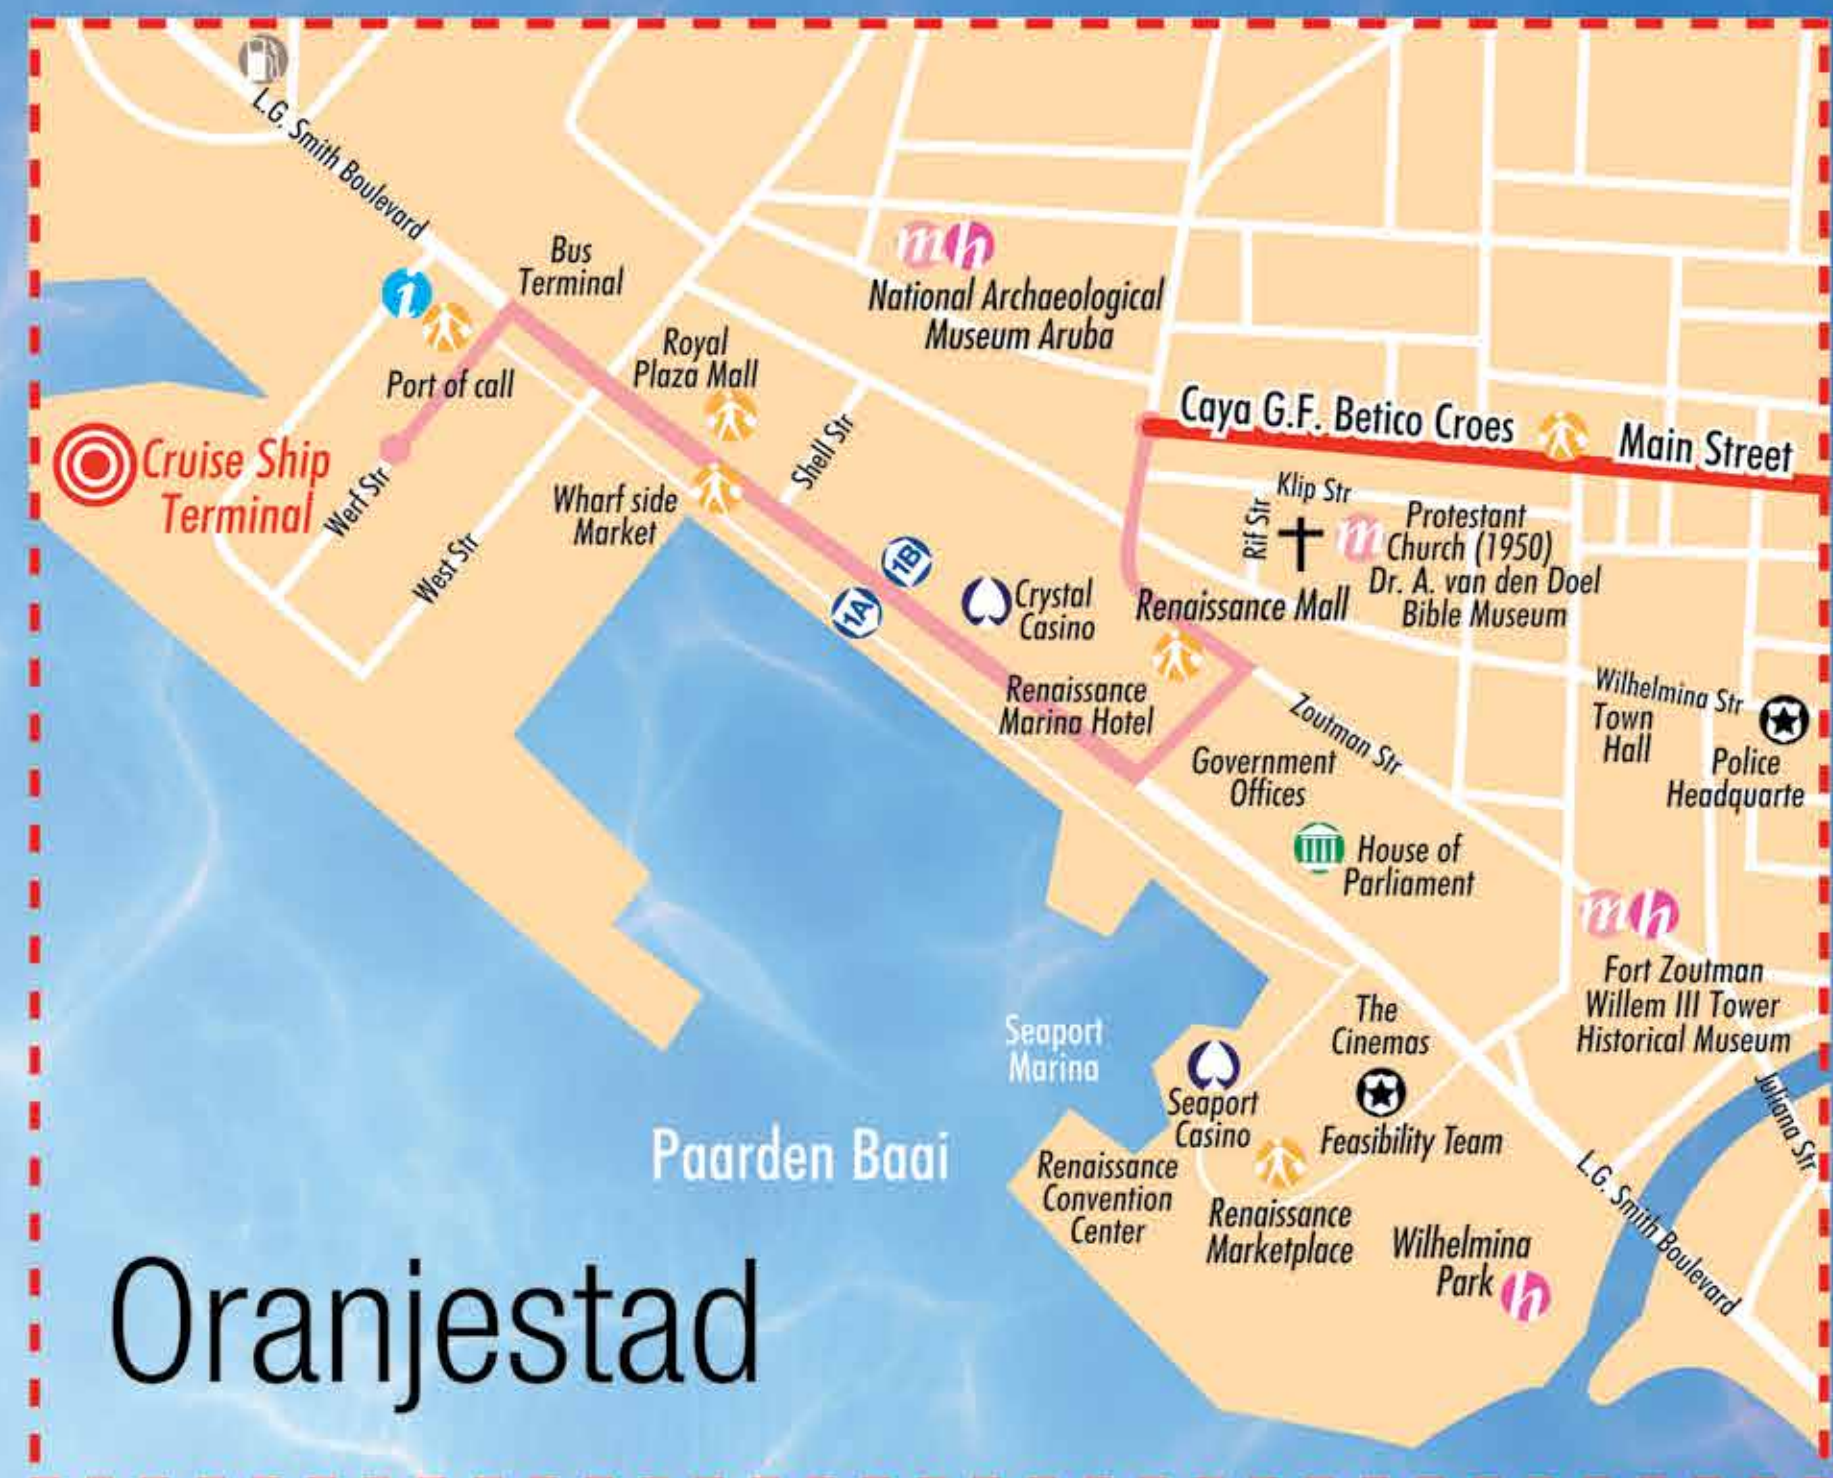 L.G. Smith Boulevard
i
Bus
Terminal
m h
National Archaeological
Museum Aruba
Royal
Plaza Mall
Port of call
Caya G.F. Betico Croes
Main Street
Cruise Ship
Terminal
Werf Str
West Str
Wharf side
Market
Shell Str
Klip Str
Rif Str
m
Protestant
Church (1950)
Dr. A. van den Doel
Bible Museum
1B
1A
Crystal
Casino
Renaissance Mall
Renaissance
Marina Hotel
Zoutman Str
Wilhelmina Str
Town
Hall
Police
Headquarte
Government
Offices
House of
Parliament
m h
Fort Zoutman
Willem III Tower
Historical Museum
Seaport
Marina
The
Cinemas
Seaport
Casino
Feasibility Team
Juliana Str
Paarden Baai
Renaissance
Convention
Center
Renaissance
Marketplace
Wilhelmina
Park
h
L.G. Smith Boulevard
Oranjestad